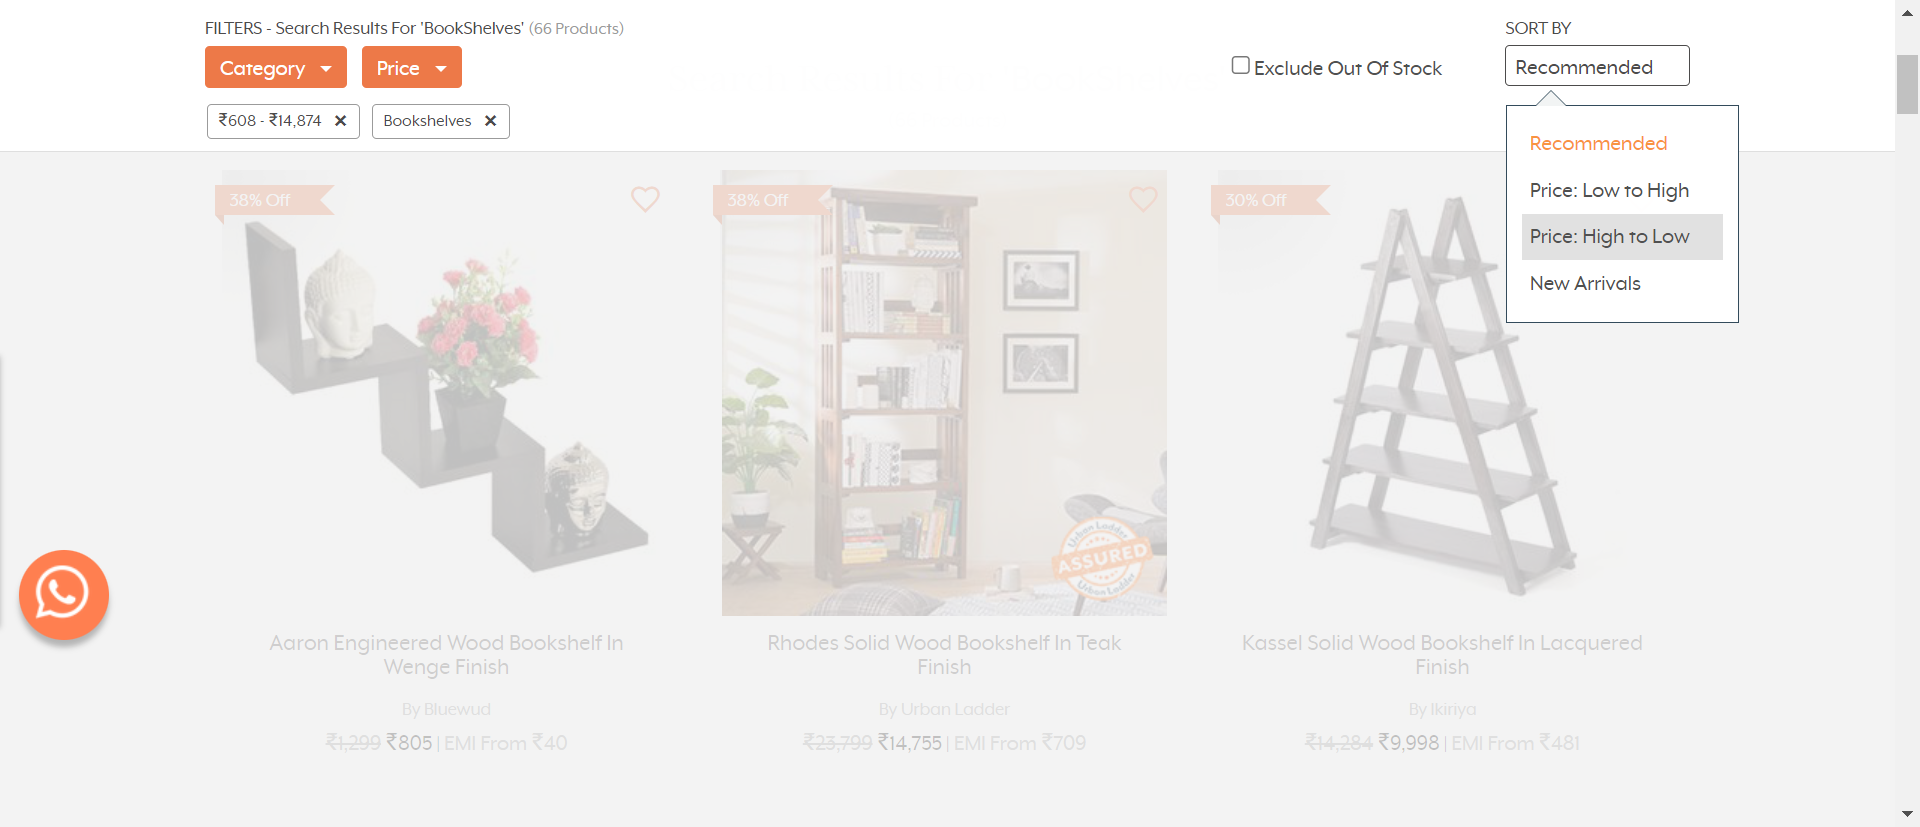 FILTERS - Search Results For 'BookShelves' (66 Products)
SORT BY
Category
Price
Exclude Out Of Stock
Recommended
₹608 - ₹14,874 ✕
Bookshelves ✕
Recommended
Price: Low to High
Price: High to Low
New Arrivals
38% Off
38% Off
30% Off
Urban Ladder
ASSURED
Urban Ladder
Aaron Engineered Wood Bookshelf In
Wenge Finish
By Bluewud
₹1,299 ₹805 | EMI From ₹40
Rhodes Solid Wood Bookshelf In Teak
Finish
By Urban Ladder
₹23,799 ₹14,755 | EMI From ₹709
Kassel Solid Wood Bookshelf In Lacquered
Finish
By Ikiriya
₹14,284 ₹9,998 | EMI From ₹481